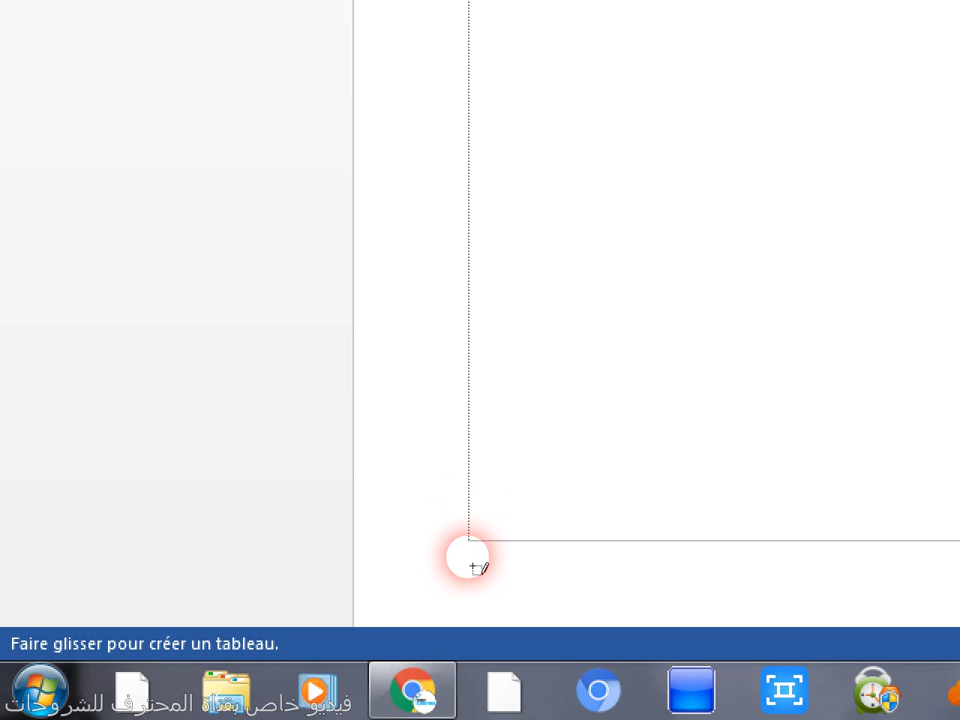 Faire glisser pour créer un tableau.
فيديو خاص بقناة المحترف للشروحات